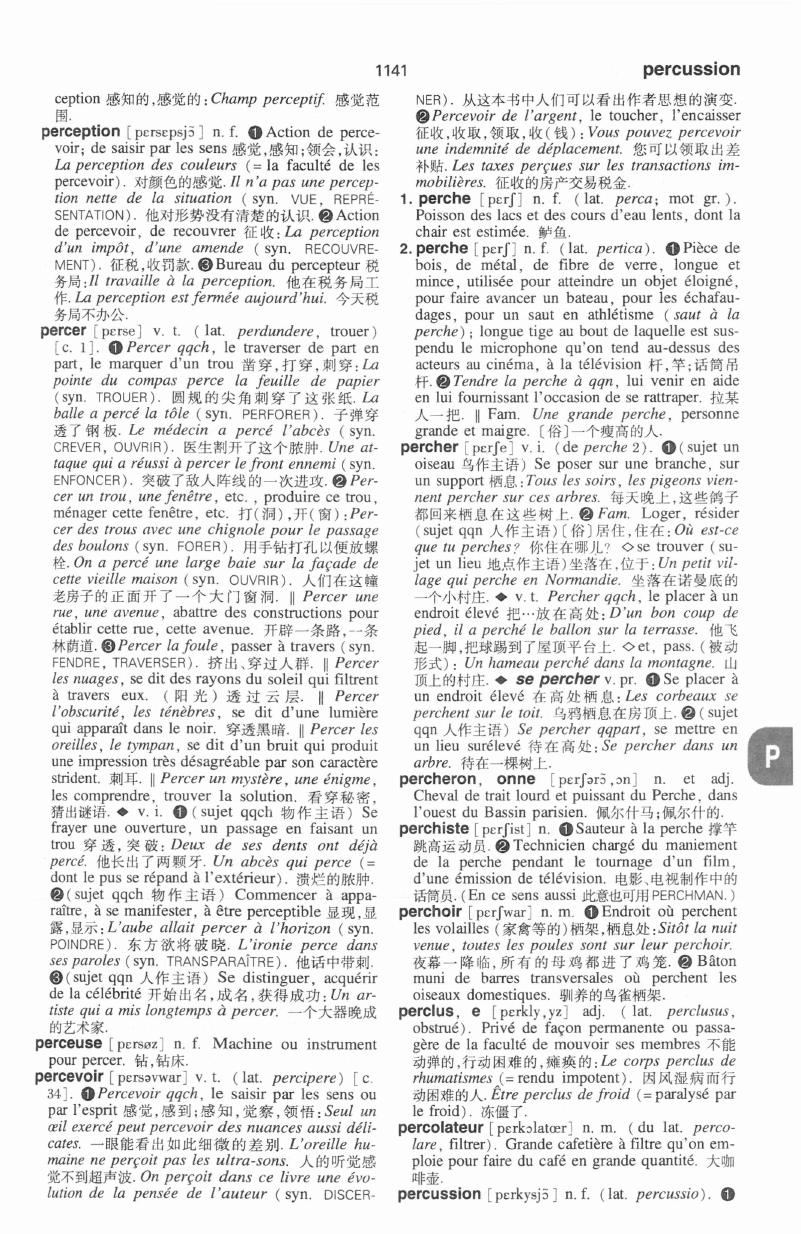 1141
percussion
ception 感知的,感觉的:Champ perceptif. 感觉范
围.
perception [pɛrsɛpsjɔ̃] n. f. ❶Action de perce-
voir; de saisir par les sens 感觉,感知;领会,认识:
La perception des couleurs (= la faculté de les
percevoir). 对颜色的感觉. Il n'a pas une percep-
tion nette de la situation (syn. VUE, REPRÉ-
SENTATION). 他对形势没有清楚的认识. ❷Action
de percevoir, de recouvrer 征收:La perception
d'un impôt, d'une amende (syn. RECOUVRE-
MENT). 征税,收罚款. ❸Bureau du percepteur 税
务局:Il travaille à la perception. 他在税务局工
作. La perception est fermée aujourd'hui. 今天税
务局不办公.
percer [pɛrse] v. t. (lat. perdundere, trouer)
[c. 1]. ❶Percer qqch, le traverser de part en
part, le marquer d'un trou 凿穿,打穿,刺穿:La
pointe du compas perce la feuille de papier
(syn. TROUER). 圆规的尖角刺穿了这张纸. La
balle a percé la tôle (syn. PERFORER). 子弹穿
透了钢板. Le médecin a percé l'abcès (syn.
CREVER, OUVRIR). 医生割开了这个脓肿. Une at-
taque qui a réussi à percer le front ennemi (syn.
ENFONCER). 突破了敌人阵线的一次进攻. ❷Per-
cer un trou, une fenêtre, etc., produire ce trou,
ménager cette fenêtre, etc. 打(洞),开(窗):Per-
cer des trous avec une chignole pour le passage
des boulons (syn. FORER). 用手钻打孔以便放螺
栓. On a percé une large baie sur la façade de
cette vieille maison (syn. OUVRIR). 人们在这幢
老房子的正面开了一个大门窗洞. ‖ Percer une
rue, une avenue, abattre des constructions pour
établir cette rue, cette avenue. 开辟一条路,一条
林荫道. ❸Percer la foule, passer à travers (syn.
FENDRE, TRAVERSER). 挤出、穿过人群. ‖ Percer
les nuages, se dit des rayons du soleil qui filtrent
à travers eux. (阳光)透过云层. ‖ Percer
l'obscurité, les ténèbres, se dit d'une lumière
qui apparaît dans le noir. 穿透黑暗. ‖ Percer les
oreilles, le tympan, se dit d'un bruit qui produit
une impression très désagréable par son caractère
strident. 刺耳. ‖ Percer un mystère, une énigme,
les comprendre, trouver la solution. 看穿秘密,
猜出谜语. ◆ v. i. ❶(sujet qqch 物作主语) Se
frayer une ouverture, un passage en faisant un
trou 穿透,突破: Deux de ses dents ont déjà
percé. 他长出了两颗牙. Un abcès qui perce (=
dont le pus se répand à l'extérieur). 溃烂的脓肿.
❷(sujet qqch 物作主语) Commencer à appa-
raître, à se manifester, à être perceptible 显现,显
露,显示:L'aube allait percer à l'horizon (syn.
POINDRE). 东方欲将破晓. L'ironie perce dans
ses paroles (syn. TRANSPARAÎTRE). 他话中带刺.
❸(sujet qqn 人作主语) Se distinguer, acquérir
de la célébrité 开始出名,成名,获得成功:Un ar-
tiste qui a mis longtemps à percer. 一个大器晚成
的艺术家.
perceuse [pɛrsøz] n. f. Machine ou instrument
pour percer. 钻,钻床.
percevoir [pɛrsəvwar] v. t. (lat. percipere) [c.
34]. ❶Percevoir qqch, le saisir par les sens ou
par l'esprit 感觉,感到;感知,觉察,领悟:Seul un
œil exercé peut percevoir des nuances aussi déli-
cates. 一眼能看出如此细微的差别. L'oreille hu-
maine ne perçoit pas les ultra-sons. 人的听觉感
觉不到超声波. On perçoit dans ce livre une évo-
lution de la pensée de l'auteur (syn. DISCER-
NER). 从这本书中人们可以看出作者思想的演变.
❷Percevoir de l'argent, le toucher, l'encaisser
征收,收取,领取,收(钱):Vous pouvez percevoir
une indemnité de déplacement. 您可以领取出差
补贴. Les taxes perçues sur les transactions im-
mobilières. 征收的房产交易税金.
1. perche [pɛrʃ] n. f. (lat. perca; mot gr.).
Poisson des lacs et des cours d'eau lents, dont la
chair est estimée. 鲈鱼.
2. perche [pɛrʃ] n. f. (lat. pertica). ❶Pièce de
bois, de métal, de fibre de verre, longue et
mince, utilisée pour atteindre un objet éloigné,
pour faire avancer un bateau, pour les échafau-
dages, pour un saut en athlétisme (saut à la
perche); longue tige au bout de laquelle est sus-
pendu le microphone qu'on tend au-dessus des
acteurs au cinéma, à la télévision 杆,竿;话筒吊
杆. ❷Tendre la perche à qqn, lui venir en aide
en lui fournissant l'occasion de se rattraper. 拉某
人一把. ‖ Fam. Une grande perche, personne
grande et maigre. [俗]一个瘦高的人.
percher [pɛrʃe] v. i. (de perche 2). ❶(sujet un
oiseau 鸟作主语) Se poser sur une branche, sur
un support 栖息:Tous les soirs, les pigeons vien-
nent percher sur ces arbres. 每天晚上,这些鸽子
都回来栖息在这些树上. ❷ Fam. Loger, résider
(sujet qqn 人作主语)[俗]居住,住在:Où est-ce
que tu perches? 你住在哪儿? ◇se trouver (su-
jet un lieu 地点作主语)坐落在,位于:Un petit vil-
lage qui perche en Normandie. 坐落在诺曼底的
一个小村庄. ◆ v. t. Percher qqch, le placer à un
endroit élevé 把…放在高处:D'un bon coup de
pied, il a perché le ballon sur la terrasse. 他飞
起一脚,把球踢到了屋顶平台上. ◇et, pass. (被动
形式): Un hameau perché dans la montagne. 山
顶上的村庄. ◆ se percher v. pr. ❶Se placer à
un endroit élevé 在高处栖息:Les corbeaux se
perchent sur le toit. 乌鸦栖息在房顶上. ❷(sujet
qqn 人作主语) Se percher qqpart, se mettre en
un lieu surélevé 待在高处:Se percher dans un
arbre. 待在一棵树上.
percheron, onne [pɛrʃərɔ̃,ɔn] n. et adj.
Cheval de trait lourd et puissant du Perche, dans
l'ouest du Bassin parisien. 佩尔什马;佩尔什的.
perchiste [pɛrʃist] n. ❶Sauteur à la perche 撑竿
跳高运动员. ❷Technicien chargé du maniement
de la perche pendant le tournage d'un film,
d'une émission de télévision. 电影、电视制作中的
话筒员. (En ce sens aussi 此意也可用 PERCHMAN.)
perchoir [pɛrʃwar] n. m. ❶Endroit où perchent
les volailles (家禽等的)栖架,栖息处:Sitôt la nuit
venue, toutes les poules sont sur leur perchoir.
夜幕一降临,所有的母鸡都进了鸡笼. ❷Bâton
muni de barres transversales où perchent les
oiseaux domestiques. 驯养的鸟雀栖架.
perclus, e [pɛrkly,yz] adj. (lat. perclusus,
obstrué). Privé de façon permanente ou passa-
gère de la faculté de mouvoir ses membres 不能
动弹的,行动困难的,瘫痪的:Le corps perclus de
rhumatismes (= rendu impotent). 因风湿病而行
动困难的人. Être perclus de froid (= paralysé par
le froid). 冻僵了.
percolateur [pɛrkɔlatœr] n. m. (du lat. perco-
lare, filtrer). Grande cafetière à filtre qu'on em-
ploie pour faire du café en grande quantité. 大咖
啡壶.
percussion [pɛrkysjɔ̃] n. f. (lat. percussio). ❶
P